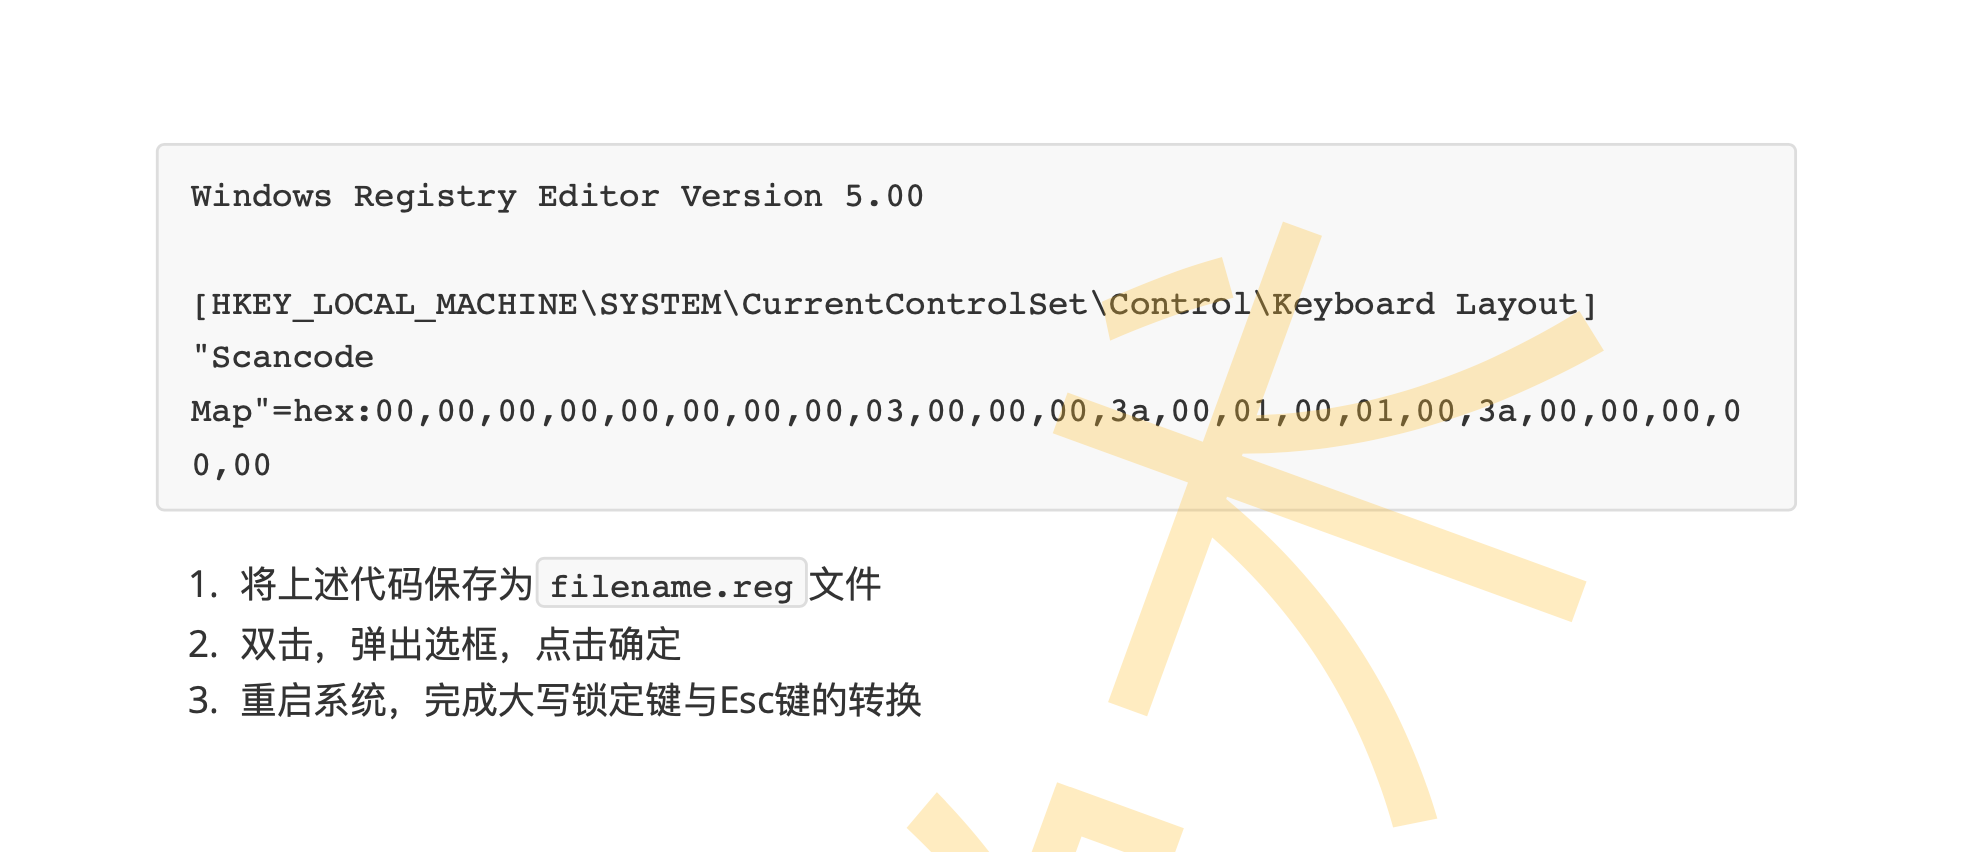 Windows Registry Editor Version 5.00
[HKEY_LOCAL_MACHINE\SYSTEM\CurrentControlSet\Control\Keyboard Layout]
"Scancode
Map"=hex:00,00,00,00,00,00,00,00,03,00,00,00,3a,00,01,00,01,00,3a,00,00,00,0
0,00
1. 将上述代码保存为 filename.reg 文件
2. 双击，弹出选框，点击确定
3. 重启系统，完成大写锁定键与Esc键的转换